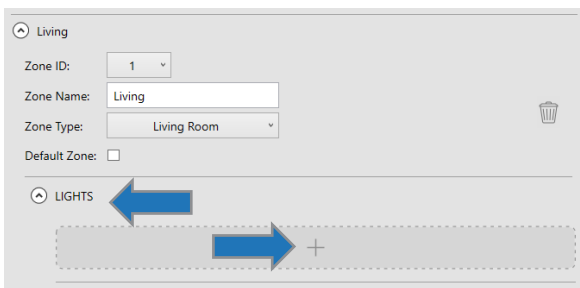 Living
Zone ID: 1
Zone Name: Living
Zone Type: Living Room
Default Zone:
LIGHTS